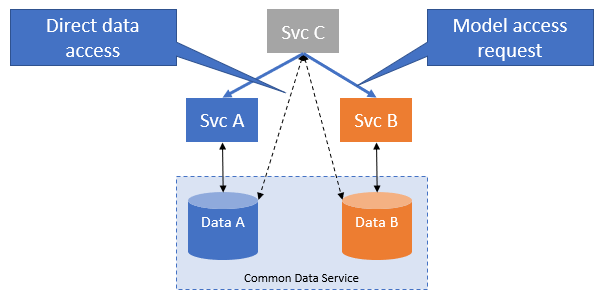 Direct data
access
Svc C
Model access
request
Svc A
Svc B
Data A
Data B
Common Data Service